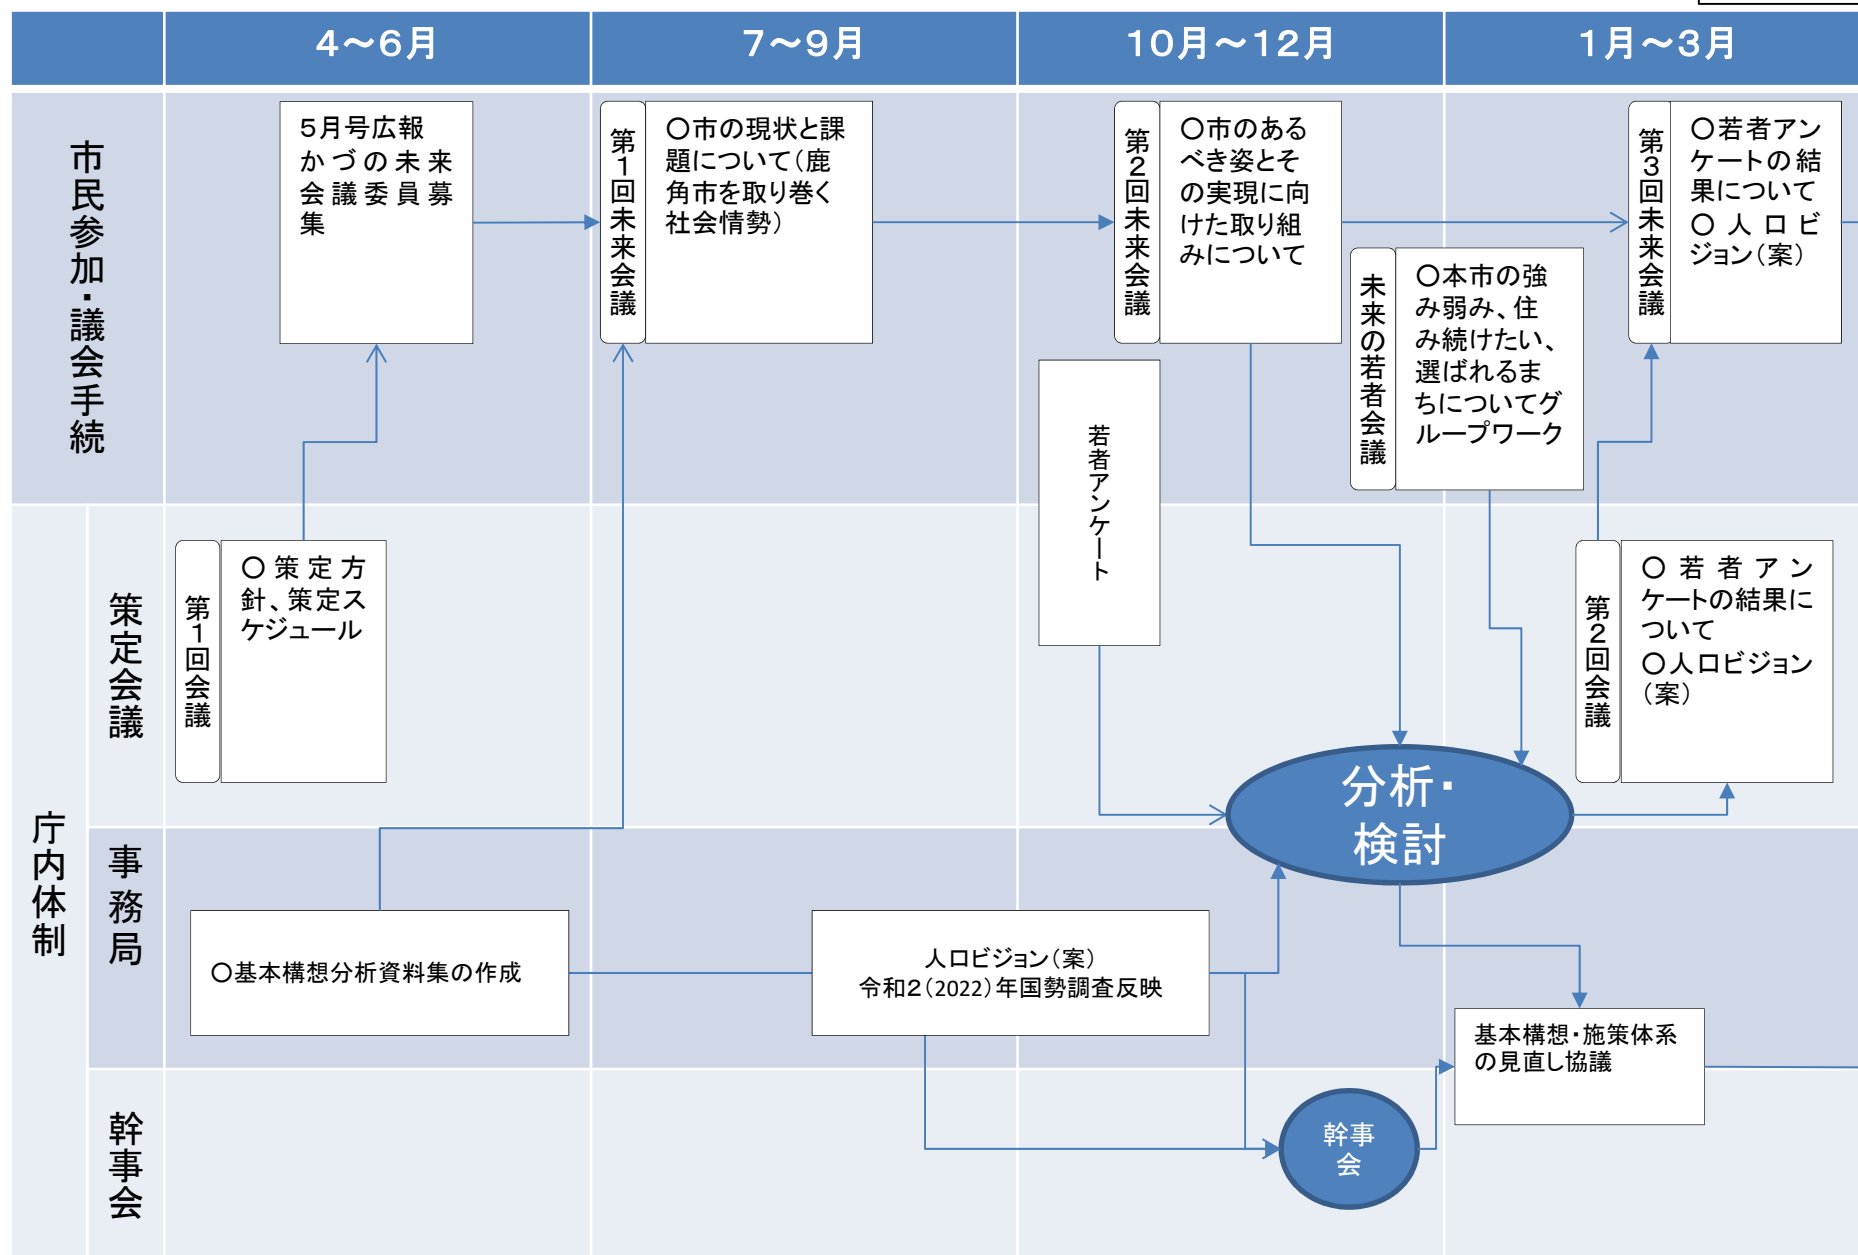 4～6月
7～9月
10月～12月
1月～3月
市民参加・議会手続
5月号広報
かづの未来
会議委員募
集
第1回未来会議
○市の現状と課
題について（鹿
角市を取り巻く
社会情勢）
第2回未来会議
○市のある
べき姿とそ
の実現に向
けた取り組
みについて
第3回未来会議
○若者アン
ケートの結
果について
○人口ビ
ジョン（案）
未来の若者会議
○本市の強
み弱み、住
み続けたい、
選ばれるま
ちについてグ
ループワーク
若者アンケート
庁内体制
策定会議
第1回会議
○策定方
針、策定ス
ケジュール
第2回会議
○若者アン
ケートの結果に
ついて
○人口ビジョン
（案）
分析・
検討
事務局
○基本構想分析資料集の作成
人口ビジョン（案）
令和2（2022）年国勢調査反映
基本構想・施策体系
の見直し協議
幹事会
幹事
会